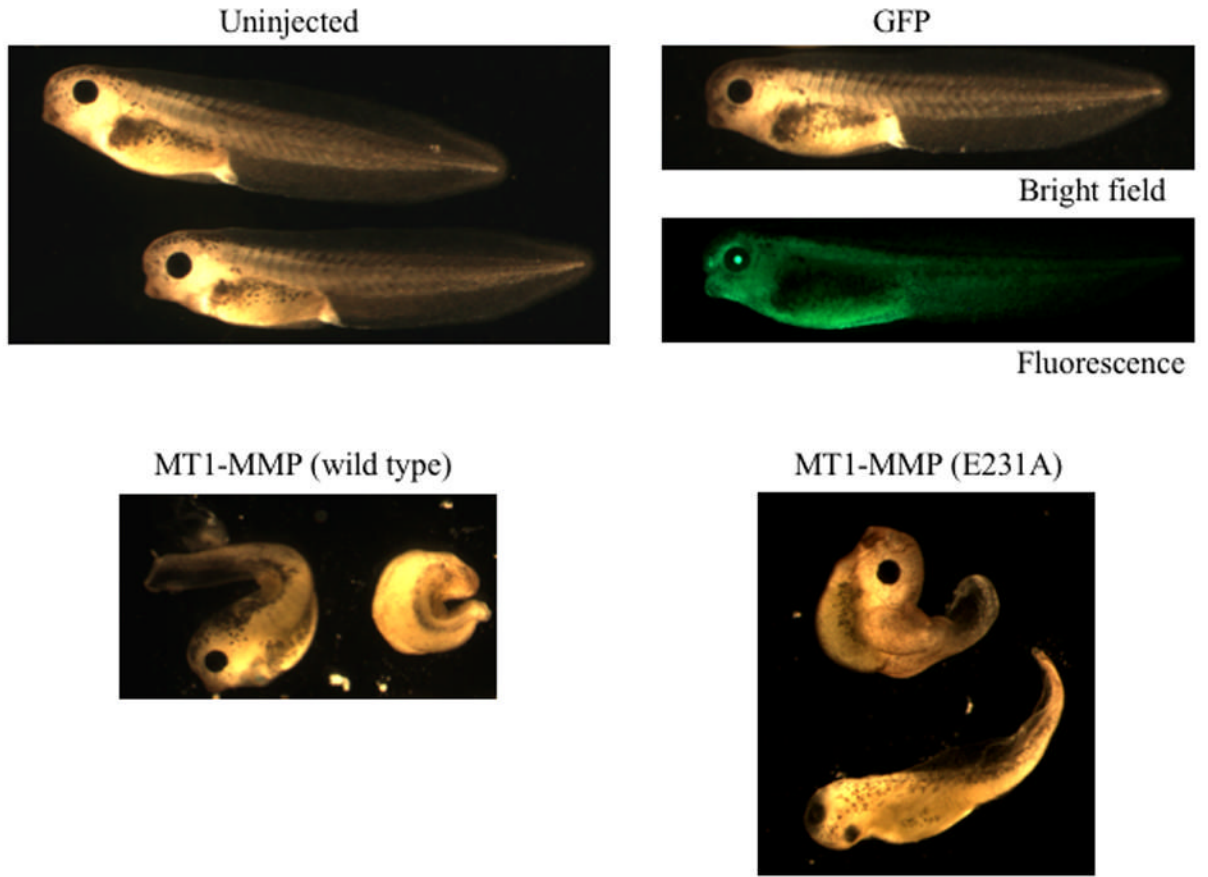 Uninjected
GFP
Bright field
Fluorescence
MT1-MMP (wild type)
MT1-MMP (E231A)